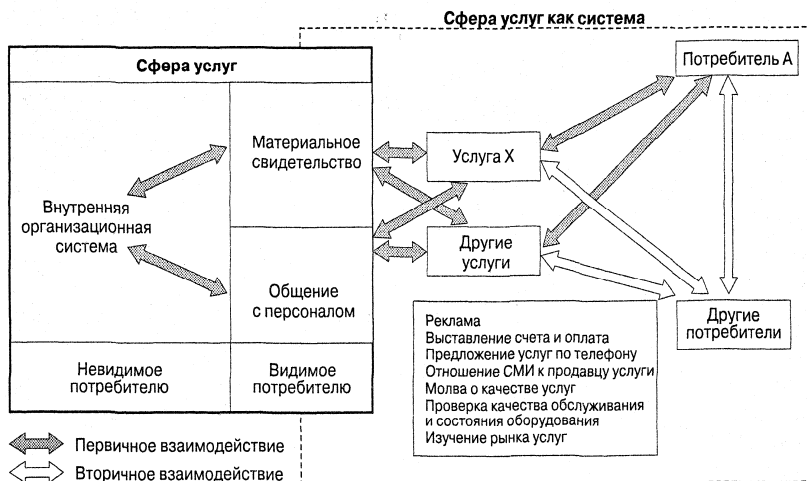 Сфера услуг как система
Сфера услуг
Потребитель А
Материальное
свидетельство
Услуга X
Внутренняя
организационная
система
Другие
услуги
Общение
с персоналом
Другие
потребители
Реклама
Выставление счета и оплата
Предложение услуг по телефону
Отношение СМИ к продавцу услуги
Молва о качестве услуг
Проверка качества обслуживания
и состояния оборудования
Изучение рынка услуг
Невидимое
потребителю
Видимое
потребителю
Первичное взаимодействие
Вторичное взаимодействие